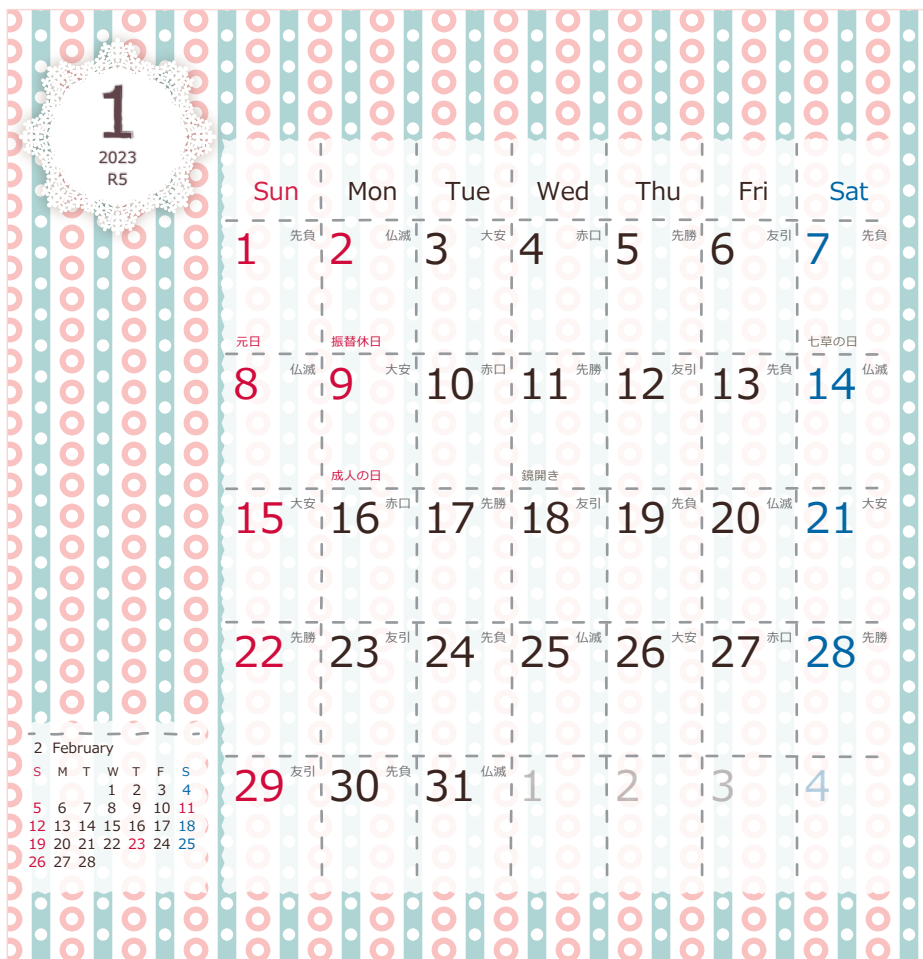 1
2023
R5
Sun Mon Tue Wed Thu Fri Sat
1 先負 2 仏滅 3 大安 4 赤口 5 先勝 6 友引 7 先負
元日 振替休日 七草の日
8 仏滅 9 大安 10 赤口 11 先勝 12 友引 13 先負 14 仏滅
成人の日 鏡開き
15 大安 16 赤口 17 先勝 18 友引 19 先負 20 仏滅 21 大安
22 先勝 23 友引 24 先負 25 仏滅 26 大安 27 赤口 28 先勝
29 友引 30 先負 31 仏滅 1 2 3 4
2 February
S M T W T F S
1 2 3 4
5 6 7 8 9 10 11
12 13 14 15 16 17 18
19 20 21 22 23 24 25
26 27 28